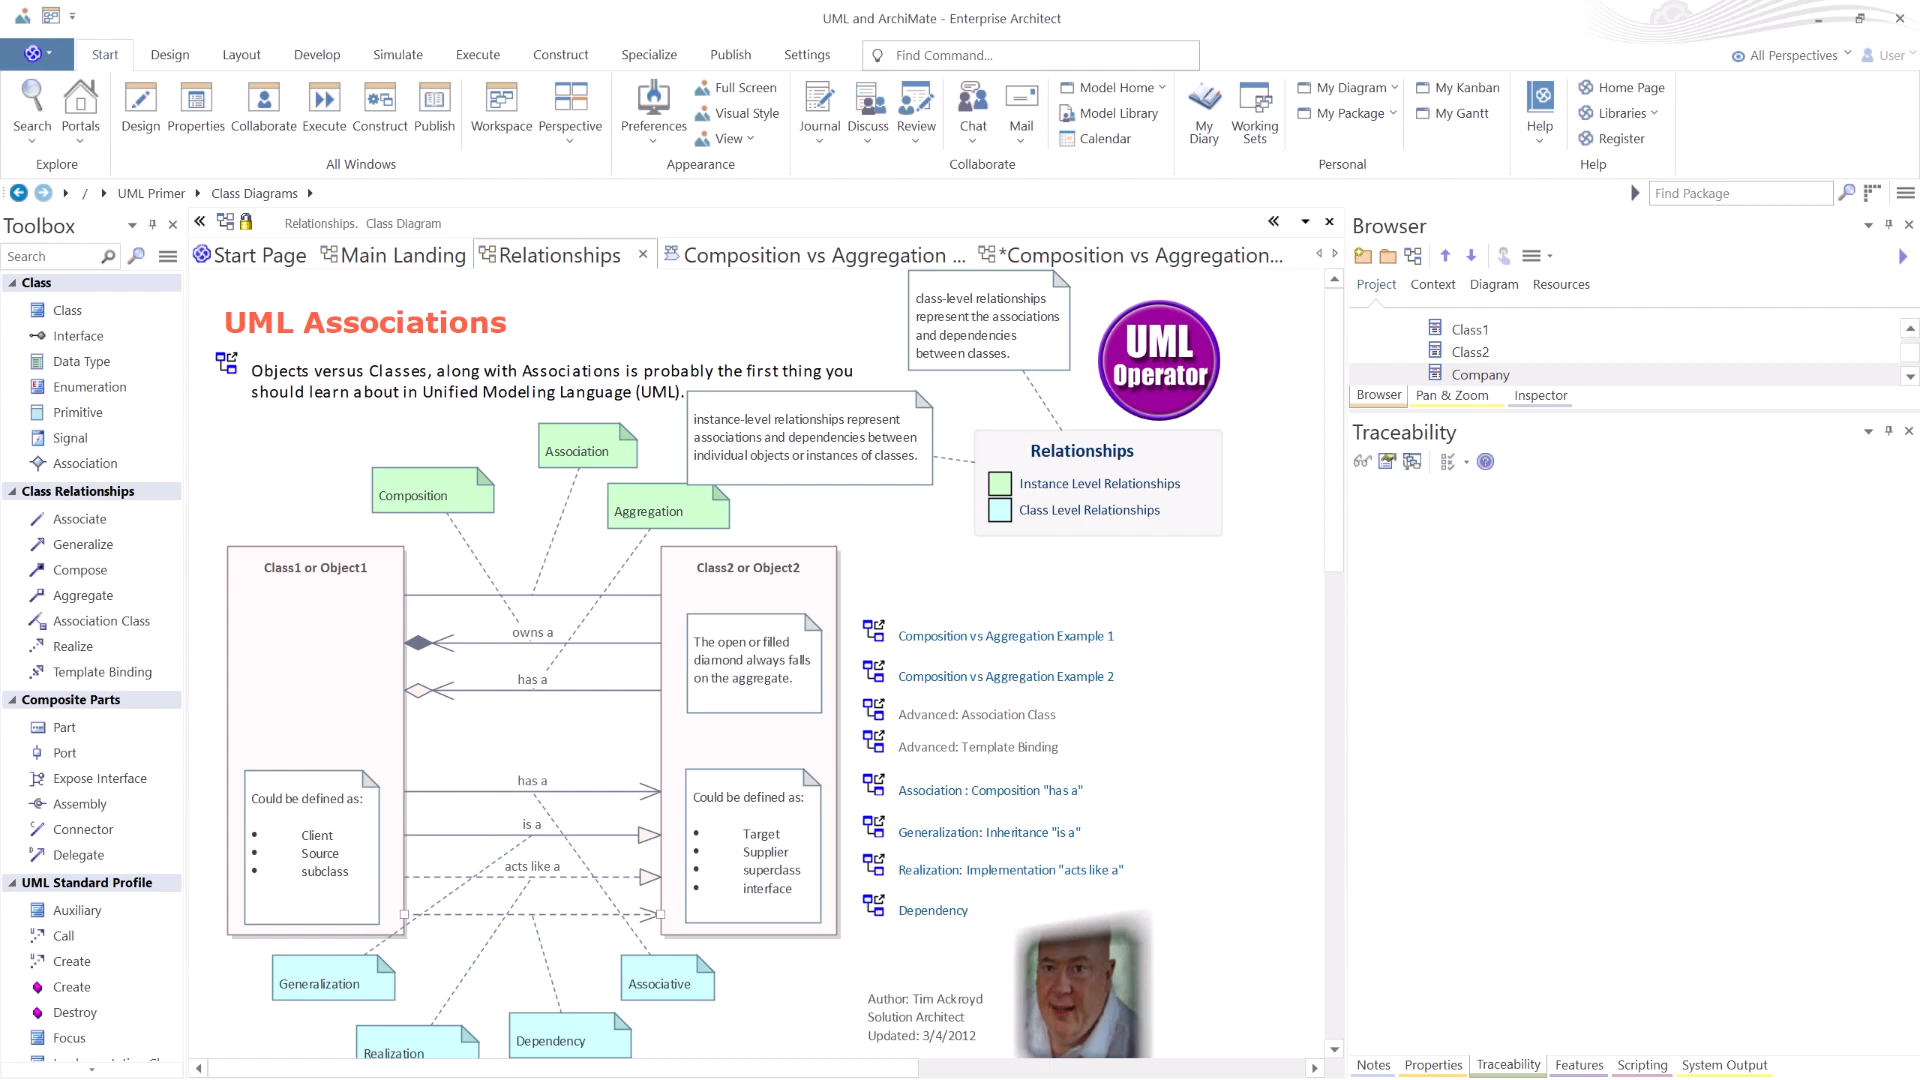 UML and ArchiMate - Enterprise Architect
Start
Design
Layout
Develop
Simulate
Execute
Construct
Specialize
Publish
Settings
Find Command...
All Perspectives
User
Search
Portals
Explore
Design
Properties
Collaborate
Execute
Construct
Publish
Workspace
Perspective
All Windows
Preferences
Full Screen
Visual Style
View
Appearance
Journal
Discuss
Review
Chat
Mail
Model Home
Model Library
Calendar
Collaborate
My
Diary
Working
Sets
My Diagram
My Package
My Kanban
My Gantt
Personal
Help
Home Page
Libraries
Register
Help
/
UML Primer
Class Diagrams
Find Package
Toolbox
Search
Class
Class
Interface
Data Type
Enumeration
Primitive
Signal
Association
Class Relationships
Associate
Generalize
Compose
Aggregate
Association Class
Realize
Template Binding
Composite Parts
Part
Port
Expose Interface
Assembly
Connector
Delegate
UML Standard Profile
Auxiliary
Call
Create
Create
Destroy
Focus
Relationships. Class Diagram
Start Page
Main Landing
Relationships
Composition vs Aggregation ...
*Composition vs Aggregation...
UML Associations
Objects versus Classes, along with Associations is probably the first thing you
should learn about in Unified Modeling Language (UML).
class-level relationships
represent the associations
and dependencies
between classes.
UML
Operator
instance-level relationships represent
associations and dependencies between
individual objects or instances of classes.
Relationships
Instance Level Relationships
Class Level Relationships
Association
Composition
Aggregation
Class1 or Object1
Class2 or Object2
owns a
has a
The open or filled
diamond always falls
on the aggregate.
has a
is a
acts like a
Could be defined as:
• Client
• Source
• subclass
Could be defined as:
• Target
• Supplier
• superclass
• interface
Generalization
Associative
Realization
Dependency
Composition vs Aggregation Example 1
Composition vs Aggregation Example 2
Advanced: Association Class
Advanced: Template Binding
Association : Composition "has a"
Generalization: Inheritance "is a"
Realization: Implementation "acts like a"
Dependency
Author: Tim Ackroyd
Solution Architect
Updated: 3/4/2012
Browser
Project
Context
Diagram
Resources
Class1
Class2
Company
Browser
Pan & Zoom
Inspector
Traceability
Notes
Properties
Traceability
Features
Scripting
System Output